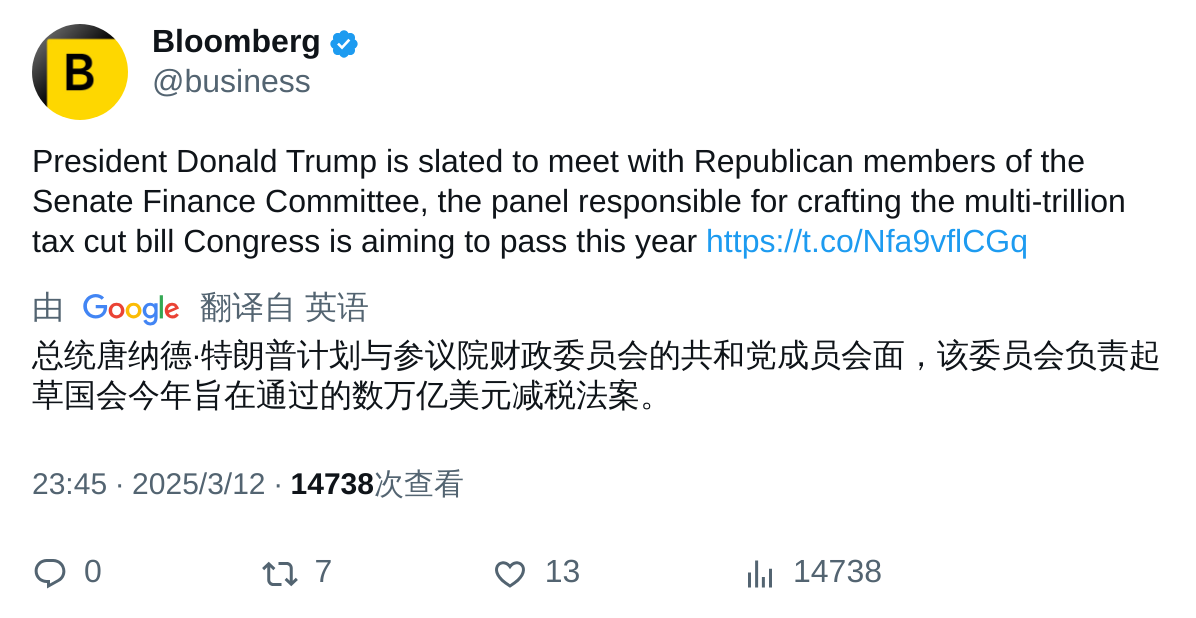 B
Bloomberg
@business
President Donald Trump is slated to meet with Republican members of the
Senate Finance Committee, the panel responsible for crafting the multi-trillion
tax cut bill Congress is aiming to pass this year https://t.co/Nfa9vflCGq
由 Google 翻译自 英语
总统唐纳德·特朗普计划与参议院财政委员会的共和党成员会面，该委员会负责起
草国会今年旨在通过的数万亿美元减税法案。
23:45 · 2025/3/12 · 14738次查看
0 7 13 14738